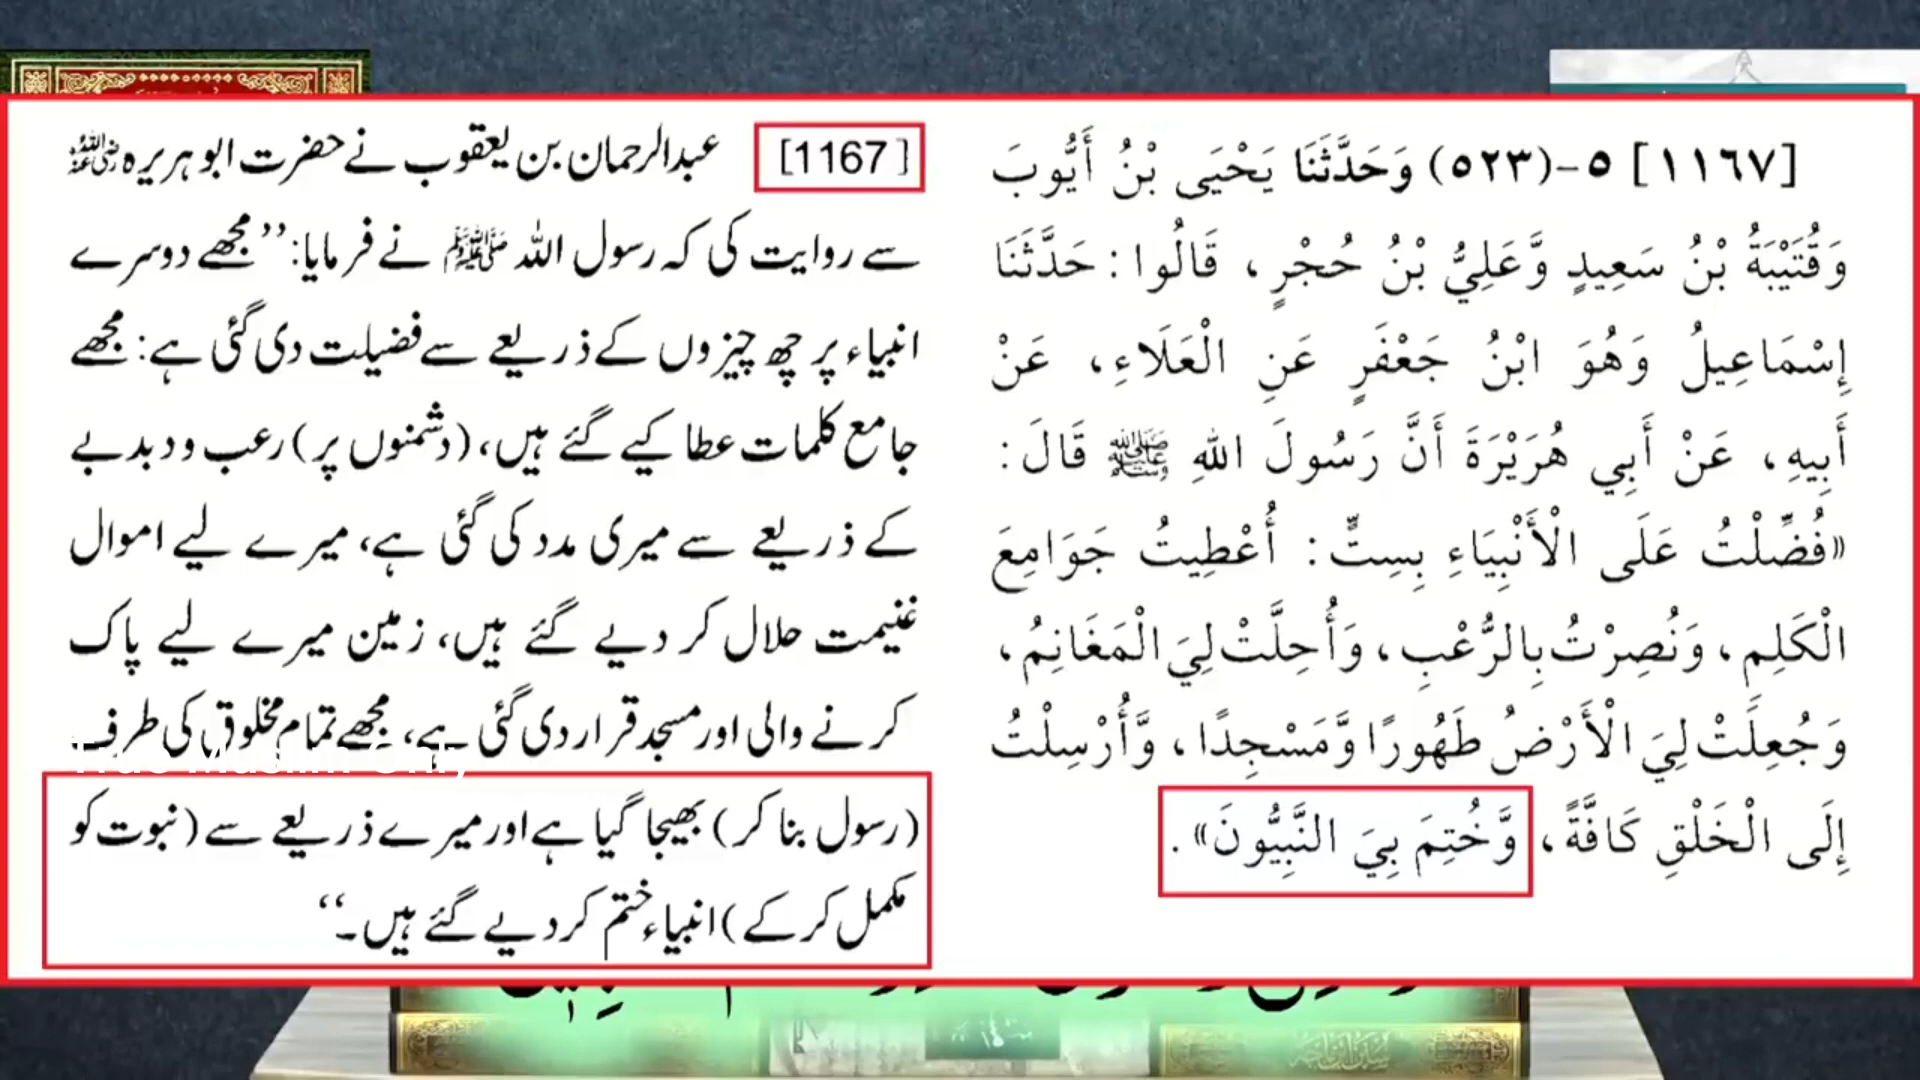 [١١٦٧] ٥-(٥٢٣) وَحَدَّثَنَا يَحْيَى بْنُ أَيُّوبَ
وَقُتَيْبَةُ بْنُ سَعِيدٍ وَّعَلِيُّ بْنُ حُجْرٍ، قَالُوا: حَدَّثَنَا
إِسْمَاعِيلُ وَهُوَ ابْنُ جَعْفَرٍ عَنِ الْعَلَاءِ، عَنْ
أَبِيهِ، عَنْ أَبِي هُرَيْرَةَ أَنَّ رَسُولَ اللهِ ﷺ قَالَ:
«فُضِّلْتُ عَلَى الْأَنْبِيَاءِ بِسِتٍّ: أُعْطِيتُ جَوَامِعَ
الْكَلِمِ، وَنُصِرْتُ بِالرُّعْبِ، وَأُحِلَّتْ لِيَ الْمَغَانِمُ،
وَجُعِلَتْ لِيَ الْأَرْضُ طَهُورًا وَّمَسْجِدًا، وَّأُرْسِلْتُ
إِلَى الْخَلْقِ كَافَّةً، وَّخُتِمَ بِيَ النَّبِيُّونَ».
[1167] عبدالرحمان بن یعقوب نے حضرت ابوہریرہ رضی اللہ عنہ
سے روایت کی کہ رسول اللہ ﷺ نے فرمایا: ’’مجھے دوسرے
انبیاء پر چھ چیزوں کے ذریعے سے فضیلت دی گئی ہے: مجھے
جامع کلمات عطا کیے گئے ہیں، (دشمنوں پر) رعب و دبدبے
کے ذریعے سے میری مدد کی گئی ہے، میرے لیے اموال
غنیمت حلال کر دیے گئے ہیں، زمین میرے لیے پاک
کرنے والی اور مسجد قرار دی گئی ہے، مجھے تمام مخلوق کی طرف
(رسول بنا کر) بھیجا گیا ہے اور میرے ذریعے سے (نبوت کو
مکمل کر کے) انبیاء ختم کر دیے گئے ہیں۔‘‘
True Muslim Only